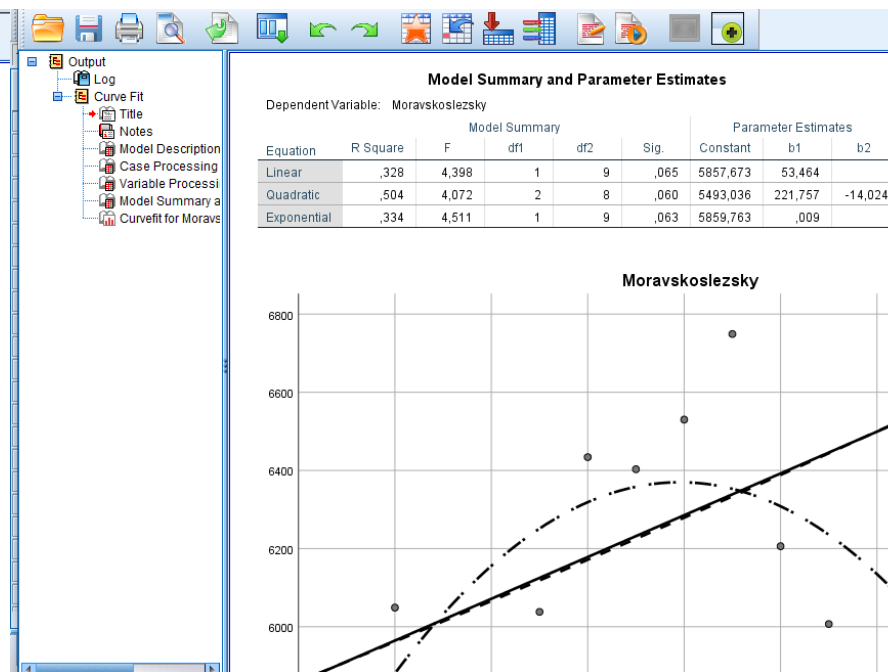 Output
Log
Curve Fit
Title
Notes
Model Description
Case Processing
Variable Processi
Model Summary a
Curvefit for Moravs
Model Summary and Parameter Estimates
Dependent Variable: Moravskoslezsky
Model Summary Parameter Estimates
Equation R Square F df1 df2 Sig. Constant b1 b2
Linear ,328 4,398 1 9 ,065 5857,673 53,464
Quadratic ,504 4,072 2 8 ,060 5493,036 221,757 -14,024
Exponential ,334 4,511 1 9 ,063 5859,763 ,009
Moravskoslezsky
6800
6600
6400
6200
6000